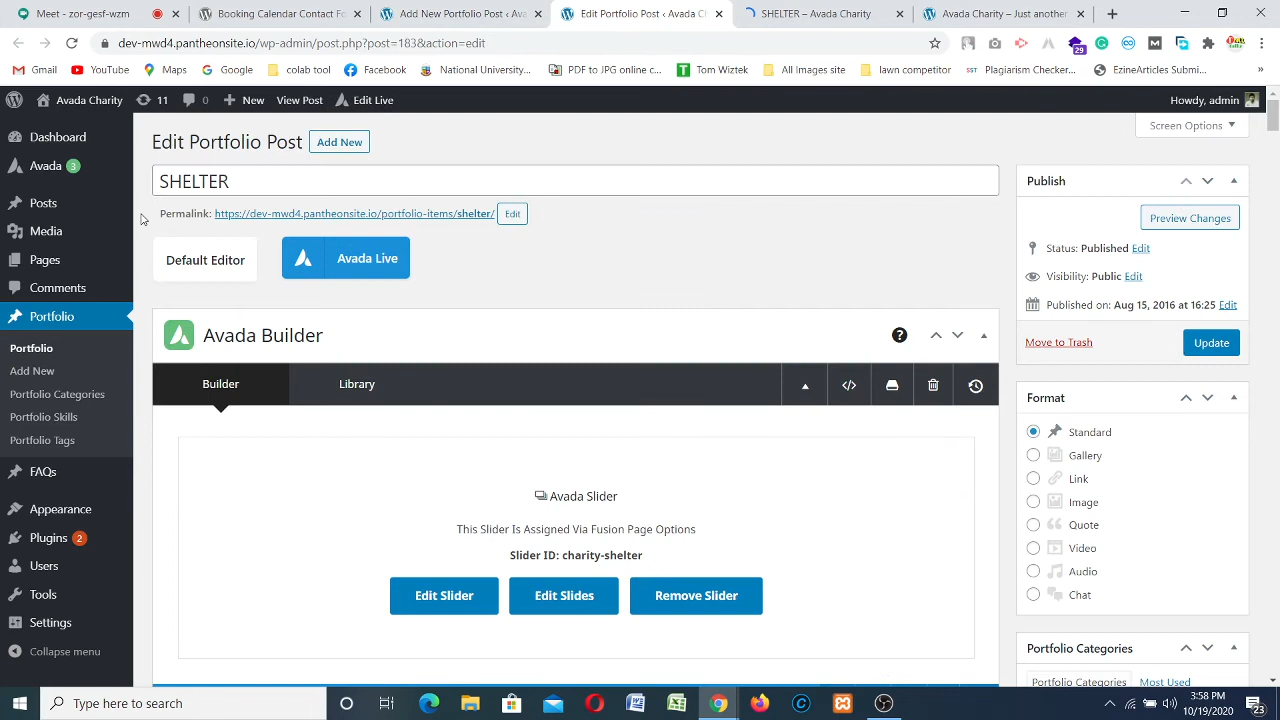 Meet - zor-gesf-wzn
Booking Calendar Contact Fo
Add New Portfolio Post ‹ Ava
Edit Portfolio Post ‹ Avada Ch
SHELTER – Avada Charity
Avada Charity – Just another
dev-mwd4.pantheonsite.io/wp-admin/post.php?post=183&action=edit
29
Gmail
YouTube
Maps
Google
colab tool
Facebook
National University...
PDF to JPG online c...
Tom Wiztek
All Images site
lawn competitor
SST Plagiarism Checker...
EzineArticles Submi...
»
Avada Charity
11
0
New
View Post
Edit Live
Howdy, admin
Dashboard
Avada 3
Posts
Media
Pages
Comments
Portfolio
Portfolio
Add New
Portfolio Categories
Portfolio Skills
Portfolio Tags
FAQs
Appearance
Plugins 2
Users
Tools
Settings
Collapse menu
Screen Options
Edit Portfolio Post
Add New
SHELTER
Permalink: https://dev-mwd4.pantheonsite.io/portfolio-items/shelter/
Edit
Default Editor
Avada Live
Avada Builder
?
Builder
Library
</>
Avada Slider
This Slider Is Assigned Via Fusion Page Options
Slider ID: charity-shelter
Edit Slider
Edit Slides
Remove Slider
Publish
Preview Changes
Status: Published Edit
Visibility: Public Edit
Published on: Aug 15, 2016 at 16:25 Edit
Move to Trash
Update
Format
Standard
Gallery
Link
Image
Quote
Video
Audio
Chat
Portfolio Categories
Portfolio Categories
Most Used
Type here to search
3:58 PM
10/19/2020
23